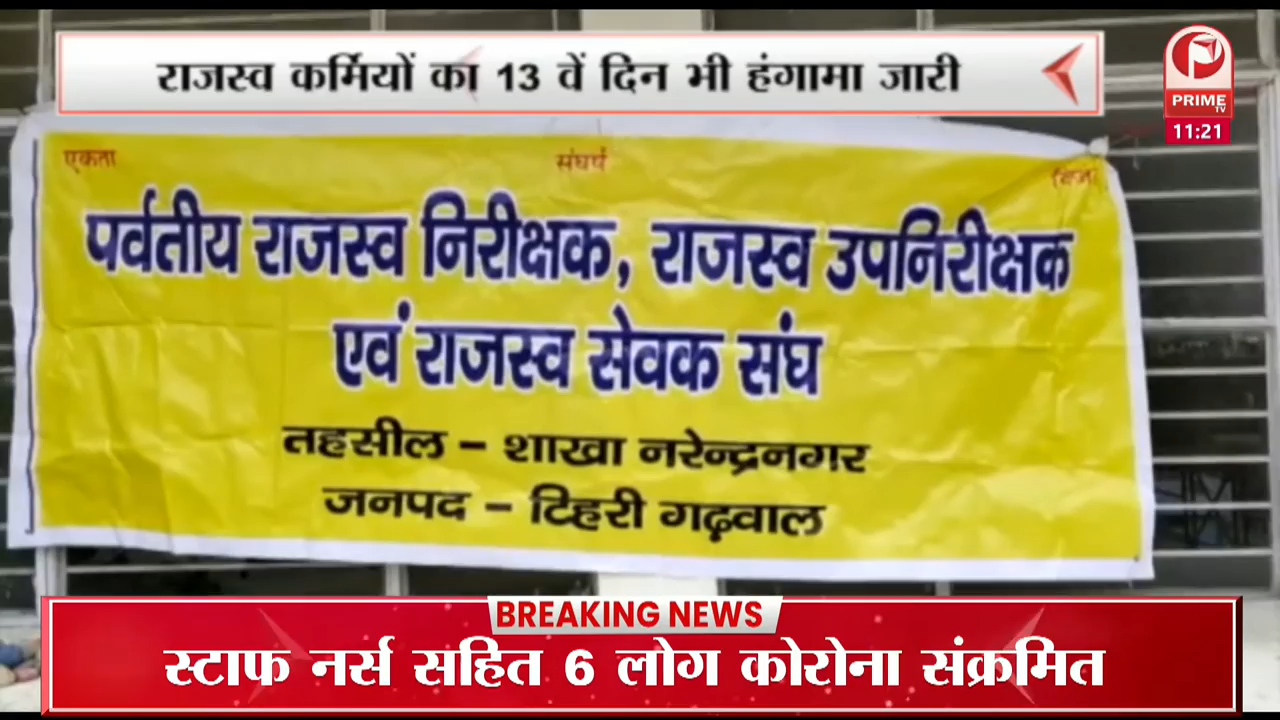 राजस्व कर्मियों का 13 वें दिन भी हंगामा जारी
PRIME
TV
11:21
एकता संघर्ष
पर्वतीय राजस्व निरीक्षक, राजस्व उपनिरीक्षक
एवं राजस्व सेवक संघ
तहसील - शाखा नरेन्द्रनगर
जनपद - टिहरी गढ़वाल
BREAKING NEWS
स्टाफ नर्स सहित 6 लोग कोरोना संक्रमित